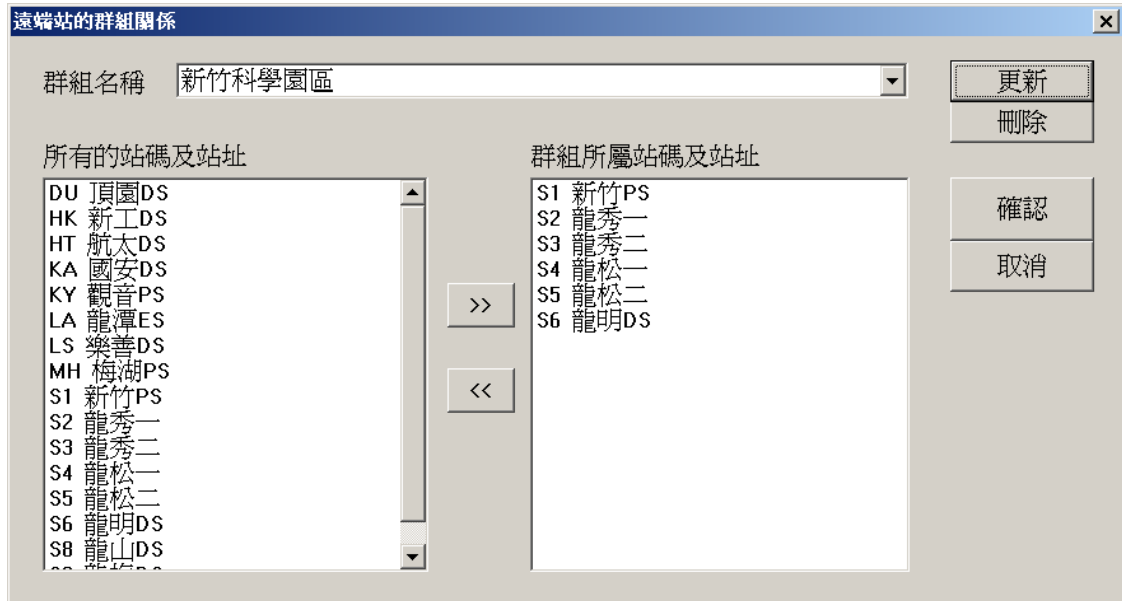 遠端站的群組關係
群組名稱
新竹科學園區
更新
刪除
所有的站碼及站址
DU 頂園DS
HK 新工DS
HT 航太DS
KA 國安DS
KY 觀音PS
LA 龍潭ES
LS 樂善DS
MH 梅湖PS
S1 新竹PS
S2 龍秀一
S3 龍秀二
S4 龍松一
S5 龍松二
S6 龍明DS
S8 龍山DS
>>
<<
群組所屬站碼及站址
S1 新竹PS
S2 龍秀一
S3 龍秀二
S4 龍松一
S5 龍松二
S6 龍明DS
確認
取消